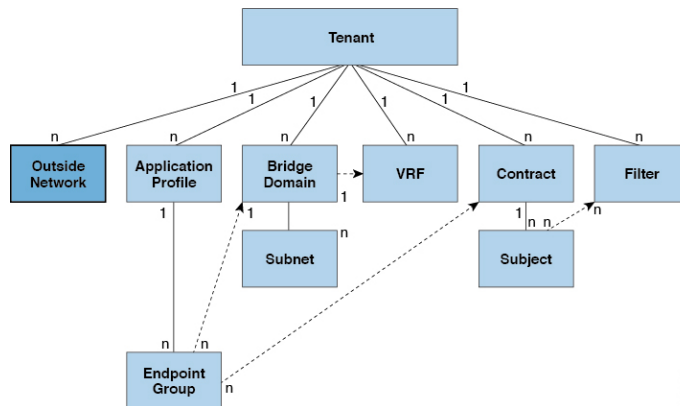 Tenant
1
1
1
1
1
1
n
n
n
n
n
n
Outside
Network
Application
Profile
Bridge
Domain
VRF
Contract
Filter
1
1
1
1
n
n
n
n
Subnet
Subject
n
n
Endpoint
Group
n